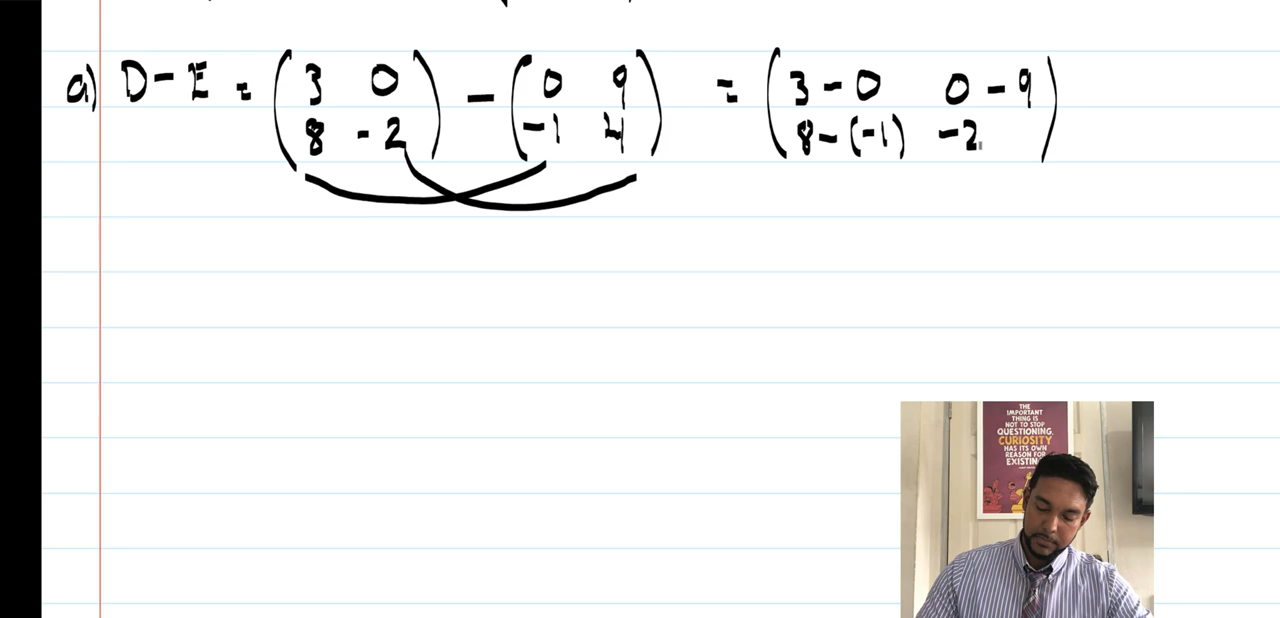 a) D - E = ( 3 0 ) - ( 0 9 ) = ( 3 - 0 0 - 9 )
8 - 2 -1 4 8 - (-1) - 2
THE
IMPORTANT
THING IS
NOT TO STOP
QUESTIONING.
CURIOSITY
HAS ITS OWN
REASON FOR
EXISTING